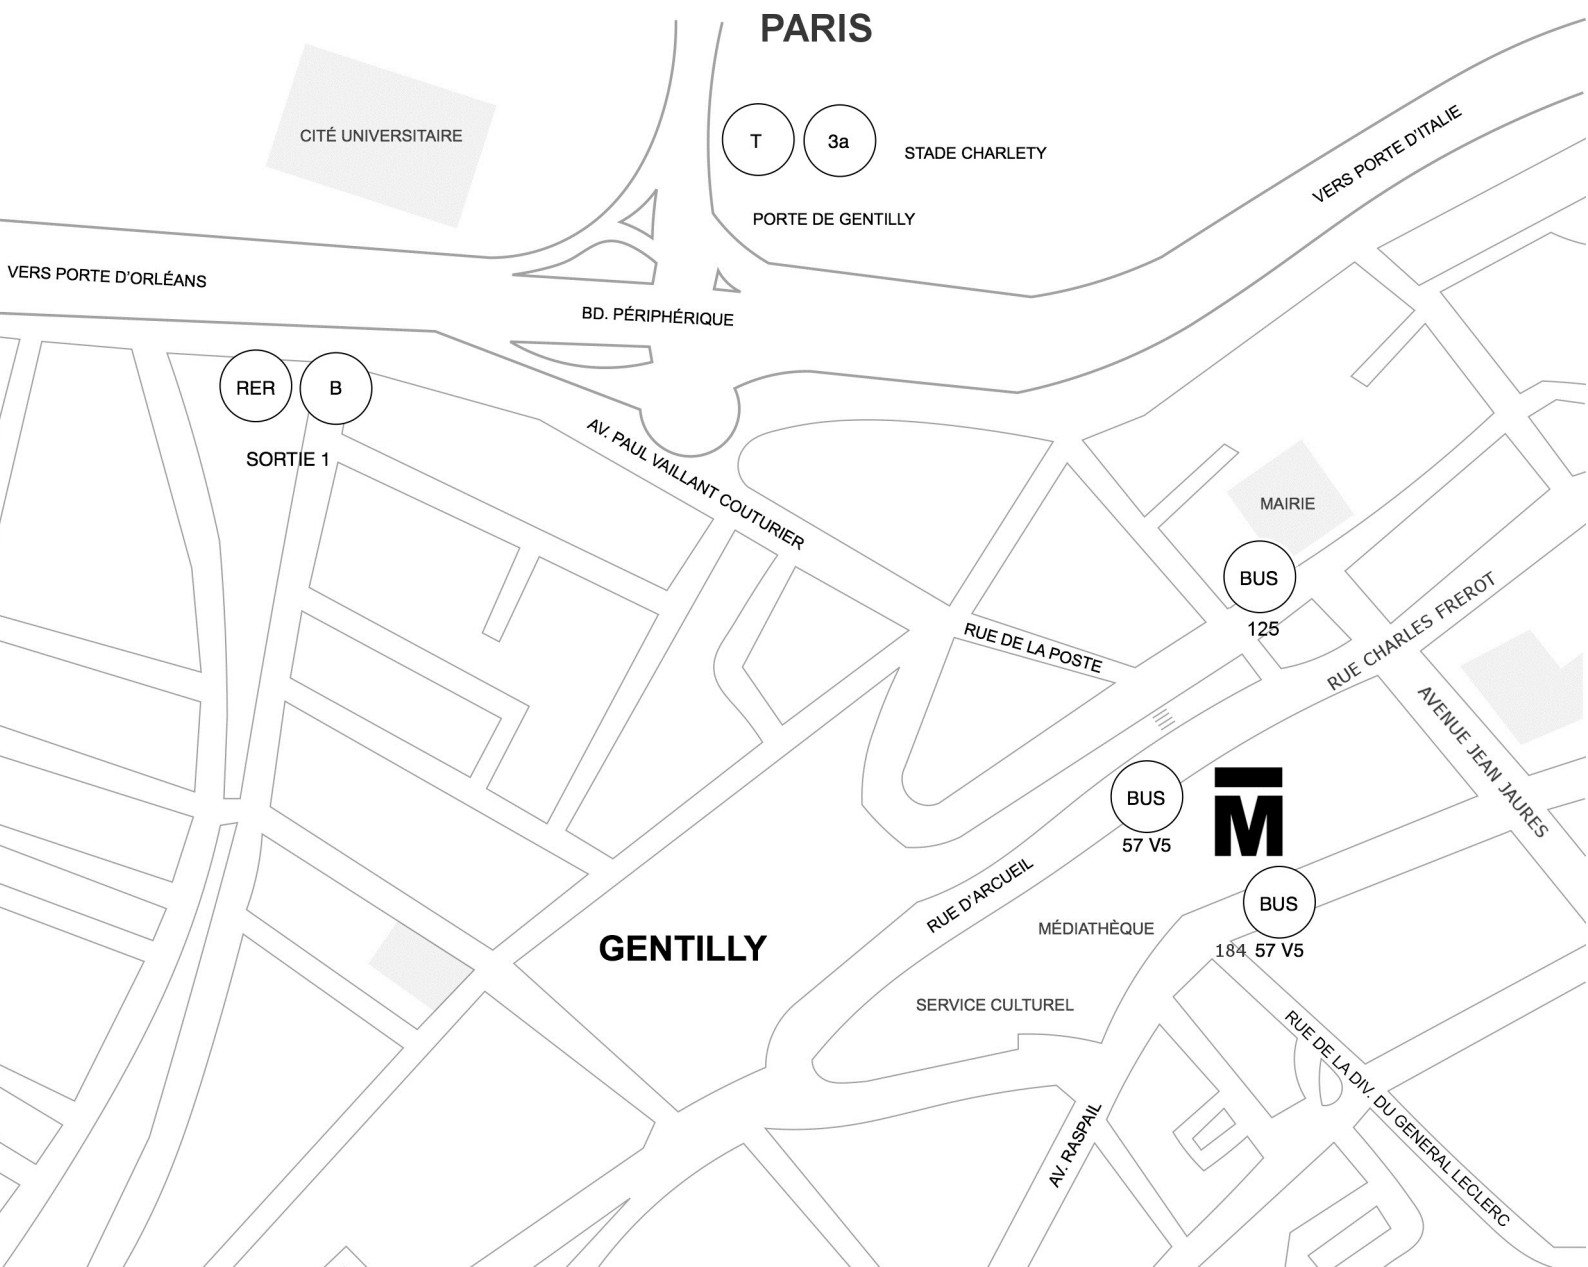 PARIS
CITÉ UNIVERSITAIRE
T
3a
STADE CHARLETY
VERS PORTE D'ITALIE
PORTE DE GENTILLY
VERS PORTE D'ORLÉANS
BD. PÉRIPHÉRIQUE
RER
B
SORTIE 1
AV. PAUL VAILLANT COUTURIER
MAIRIE
BUS
125
RUE DE LA POSTE
RUE CHARLES FREROT
AVENUE JEAN JAURES
BUS
57 V5
M
RUE D'ARCUEIL
BUS
184 57 V5
MÉDIATHÈQUE
GENTILLY
SERVICE CULTUREL
RUE DE LA DIV. DU GENERAL LECLERC
AV. RASPAIL